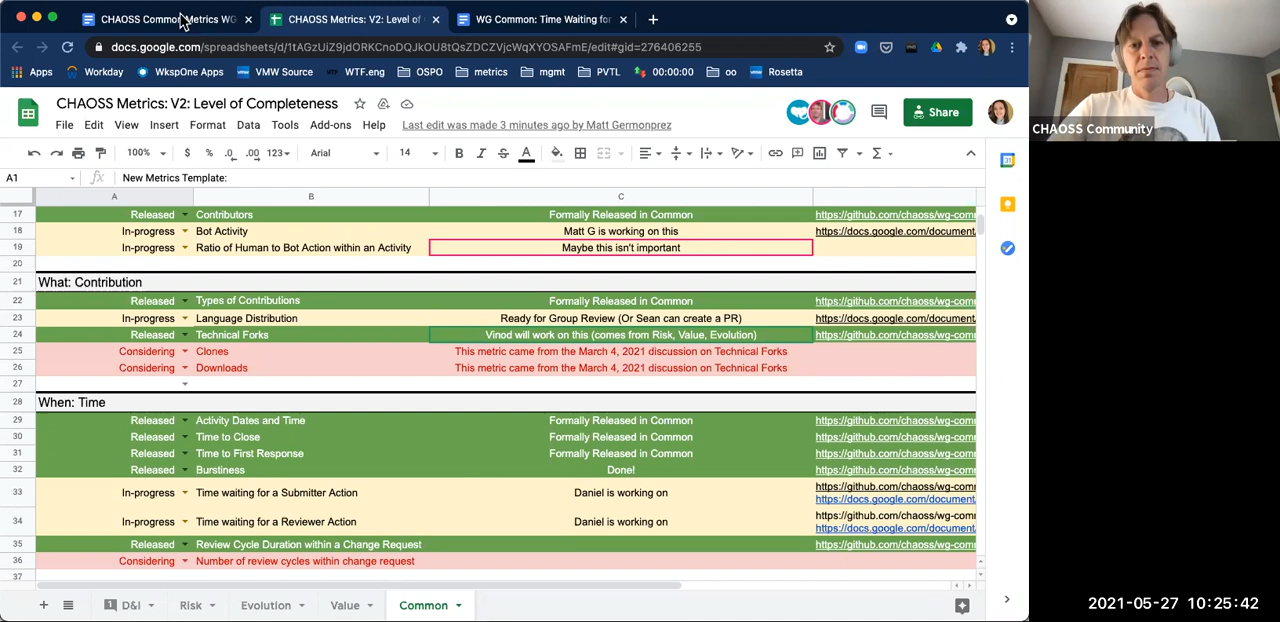 CHAOSS Common Metrics WG
CHAOSS Metrics: V2: Level of
WG Common: Time Waiting for
docs.google.com/spreadsheets/d/1tAGzUiZ9jdORKCnoDQJkOU8tQsZDCZVjcWqXYOSAFmE/edit#gid=276406255
Apps Workday WkspOne Apps VMW Source WTF.eng OSPO metrics mgmt PVTL 00:00:00 oo Rosetta
CHAOSS Metrics: V2: Level of Completeness
Share
File Edit View Insert Format Data Tools Add-ons Help Last edit was made 3 minutes ago by Matt Germonprez
100% $ % .0 .00 123 Arial 14 B I S A
A1 fx New Metrics Template:
A B C
17 Released Contributors Formally Released in Common https://github.com/chaoss/wg-com
18 In-progress Bot Activity Matt G is working on this https://docs.google.com/document
19 In-progress Ratio of Human to Bot Action within an Activity Maybe this isn't important
20
21 What: Contribution
22 Released Types of Contributions Formally Released in Common https://github.com/chaoss/wg-com
23 In-progress Language Distribution Ready for Group Review (Or Sean can create a PR) https://docs.google.com/document
24 Released Technical Forks Vinod will work on this (comes from Risk, Value, Evolution) https://github.com/chaoss/wg-com
25 Considering Clones This metric came from the March 4, 2021 discussion on Technical Forks
26 Considering Downloads This metric came from the March 4, 2021 discussion on Technical Forks
27
28 When: Time
29 Released Activity Dates and Time Formally Released in Common https://github.com/chaoss/wg-com
30 Released Time to Close Formally Released in Common https://github.com/chaoss/wg-com
31 Released Time to First Response Formally Released in Common https://github.com/chaoss/wg-com
32 Released Burstiness Done! https://github.com/chaoss/wg-com
33 In-progress Time waiting for a Submitter Action Daniel is working on https://github.com/chaoss/wg-com
https://docs.google.com/document
34 In-progress Time waiting for a Reviewer Action Daniel is working on https://github.com/chaoss/wg-com
https://docs.google.com/document
35 Released Review Cycle Duration within a Change Request https://github.com/chaoss/wg-com
36 Considering Number of review cycles within change request
37
1 D&I Risk Evolution Value Common
CHAOSS Community
2021-05-27 10:25:42